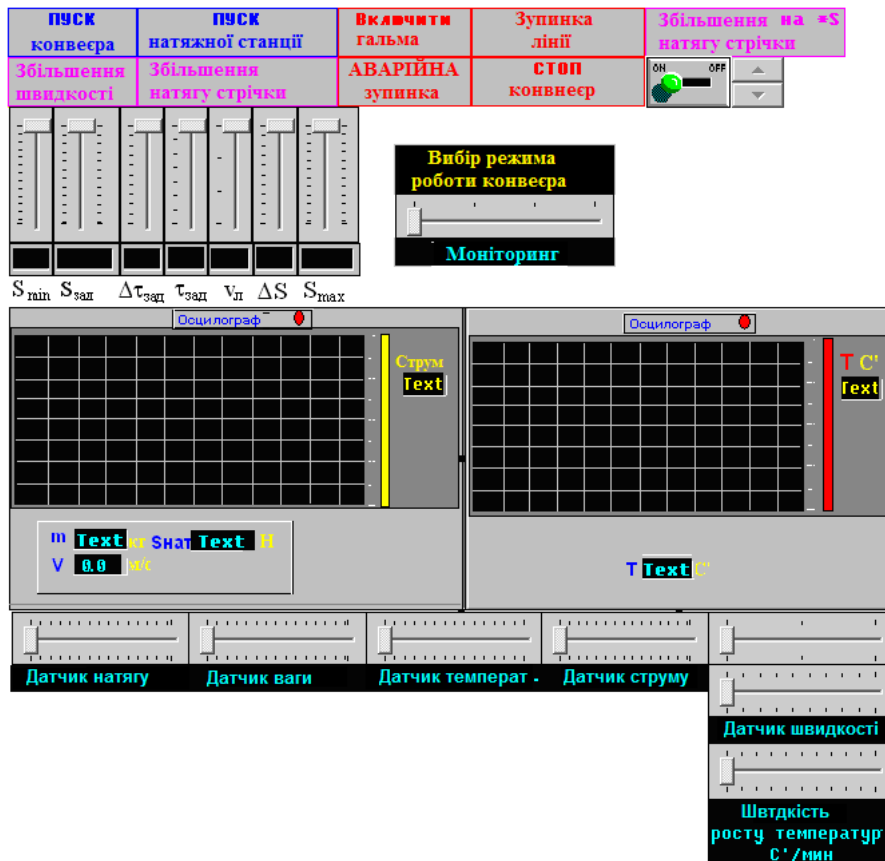 ПУСК
конвеєра
ПУСК
натяжної станції
Включити
гальма
Зупинка
лінії
Збільшення на *S
натягу стрічки
Збільшення
швидкості
Збільшення
натягу стрічки
АВАРІЙНА
зупинка
СТОП
конвнеєр
ON OFF
Вибір режима
роботи конвеєра
Моніторинг
Smin Sзад Δτзад τзад Vл ΔS Smax
Осцилограф
Струм
Text
Осцилограф
T C'
Text
m Text кг Sнат Text Н
V 0.0 м/с
T Text C'
Датчик натягу
Датчик ваги
Датчик температ .
Датчик струму
Датчик швидкості
Швтдкість
росту температур
C'/мин